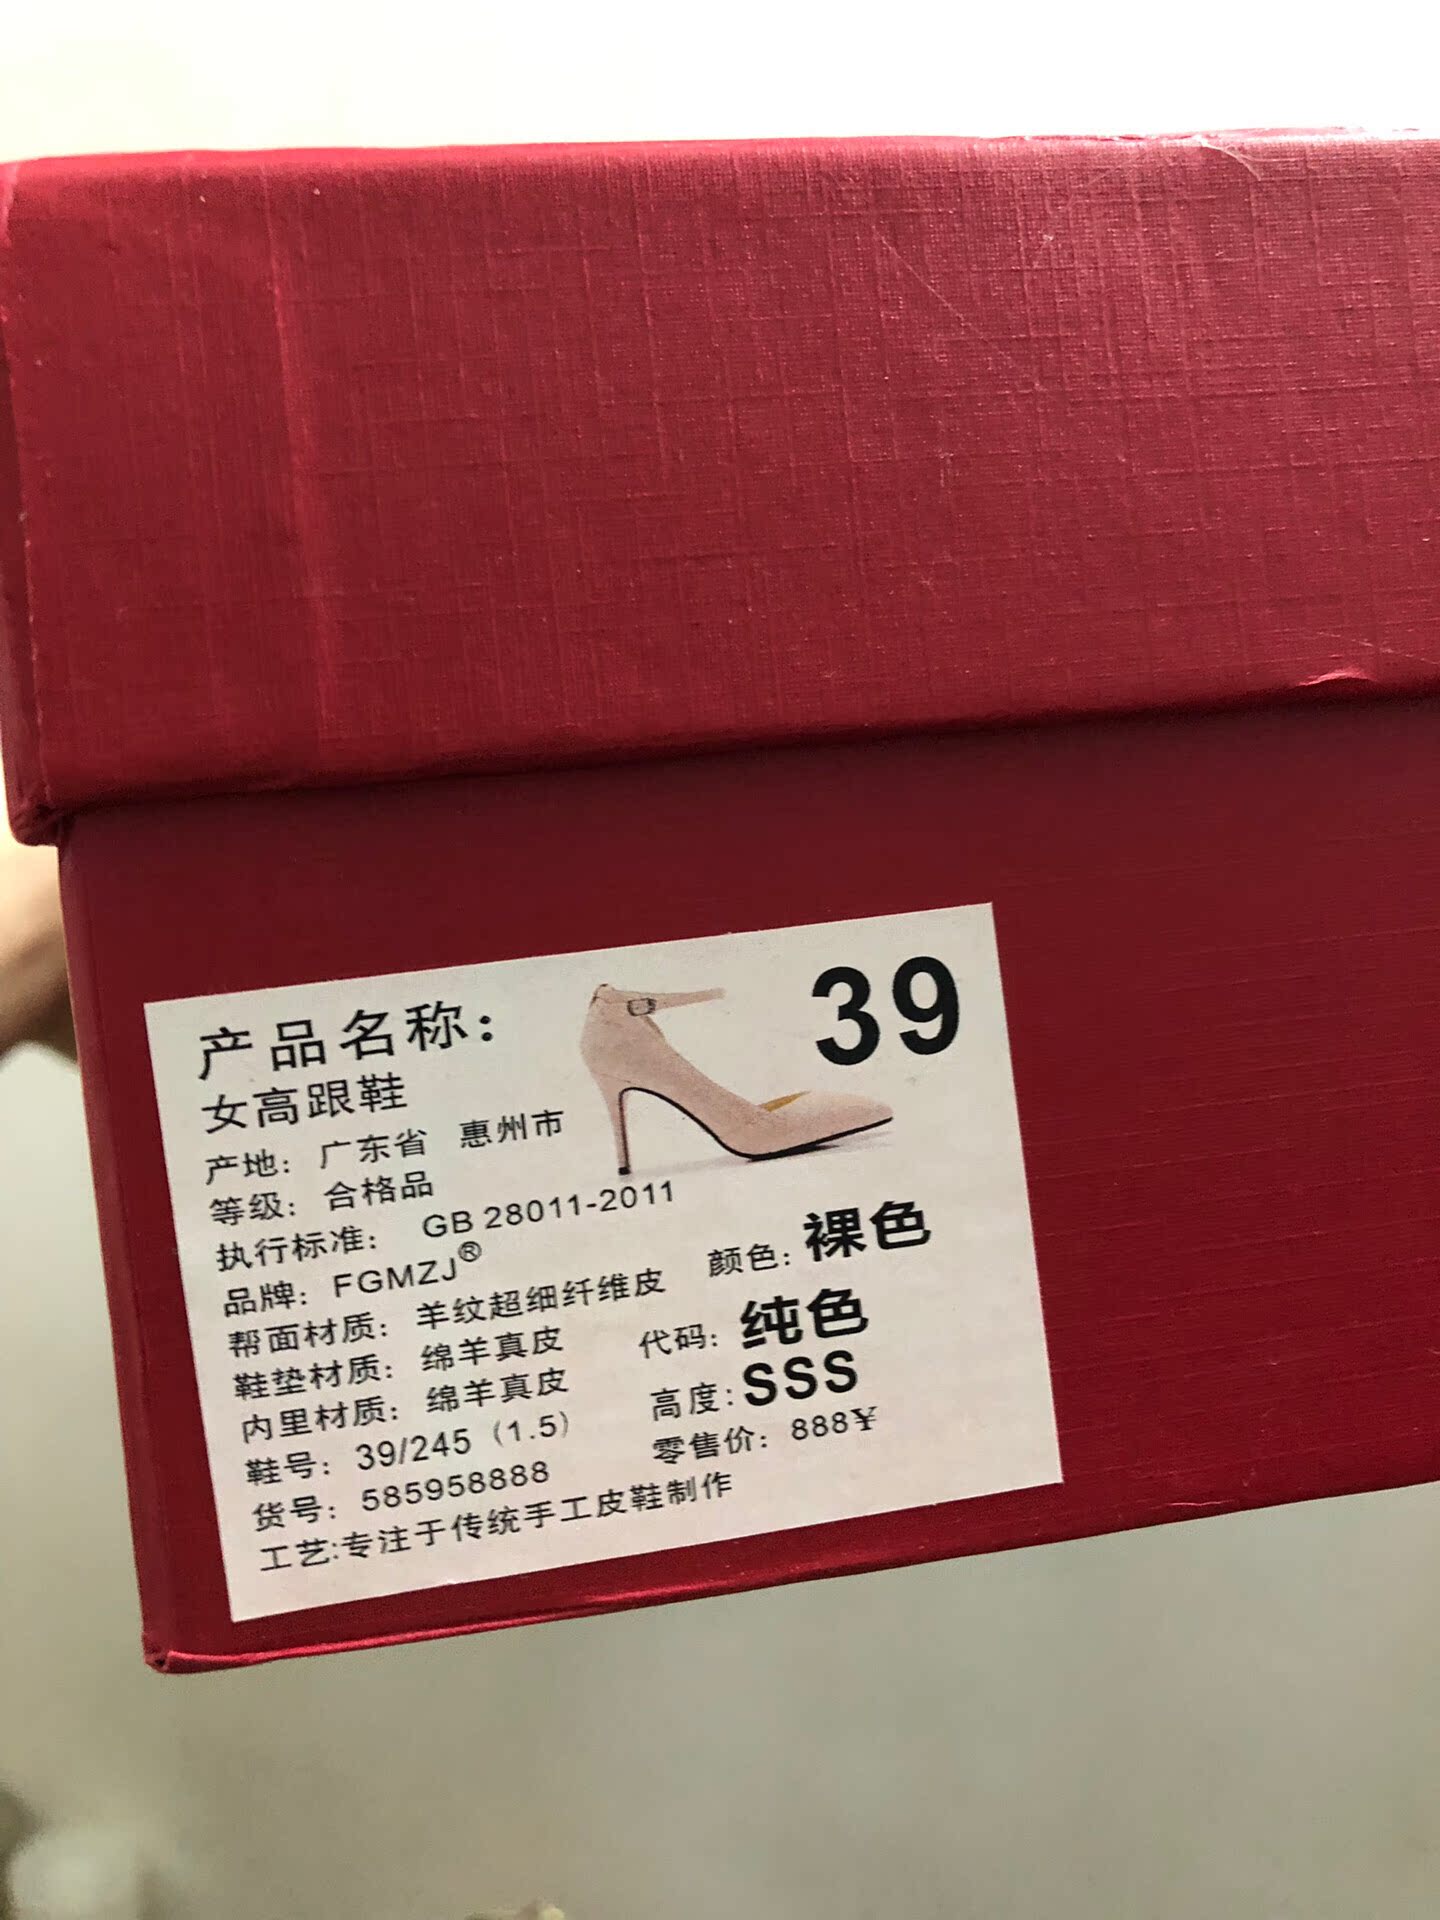 产品名称：
39
女高跟鞋
产地：广东省 惠州市
等级：合格品
执行标准： GB 28011-2011
品牌：FGMZJ®
颜色：裸色
帮面材质：羊纹超细纤维皮
代码：纯色
鞋垫材质：绵羊真皮
高度：SSS
内里材质：绵羊真皮
零售价：888¥
鞋号：39/245（1.5）
货号：585958888
工艺:专注于传统手工皮鞋制作